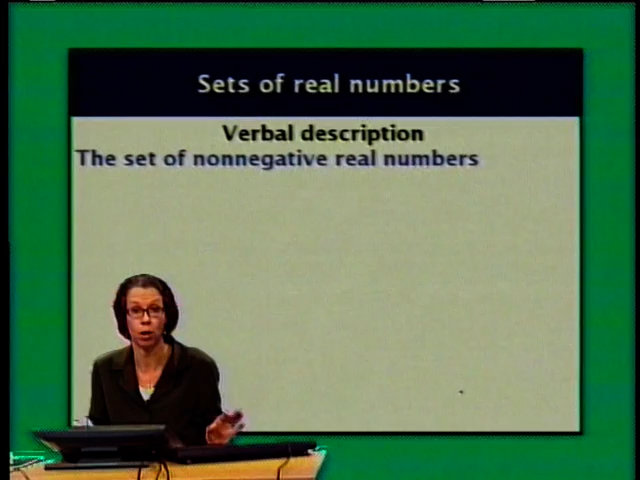 Sets of real numbers
Verbal description
The set of nonnegative real numbers